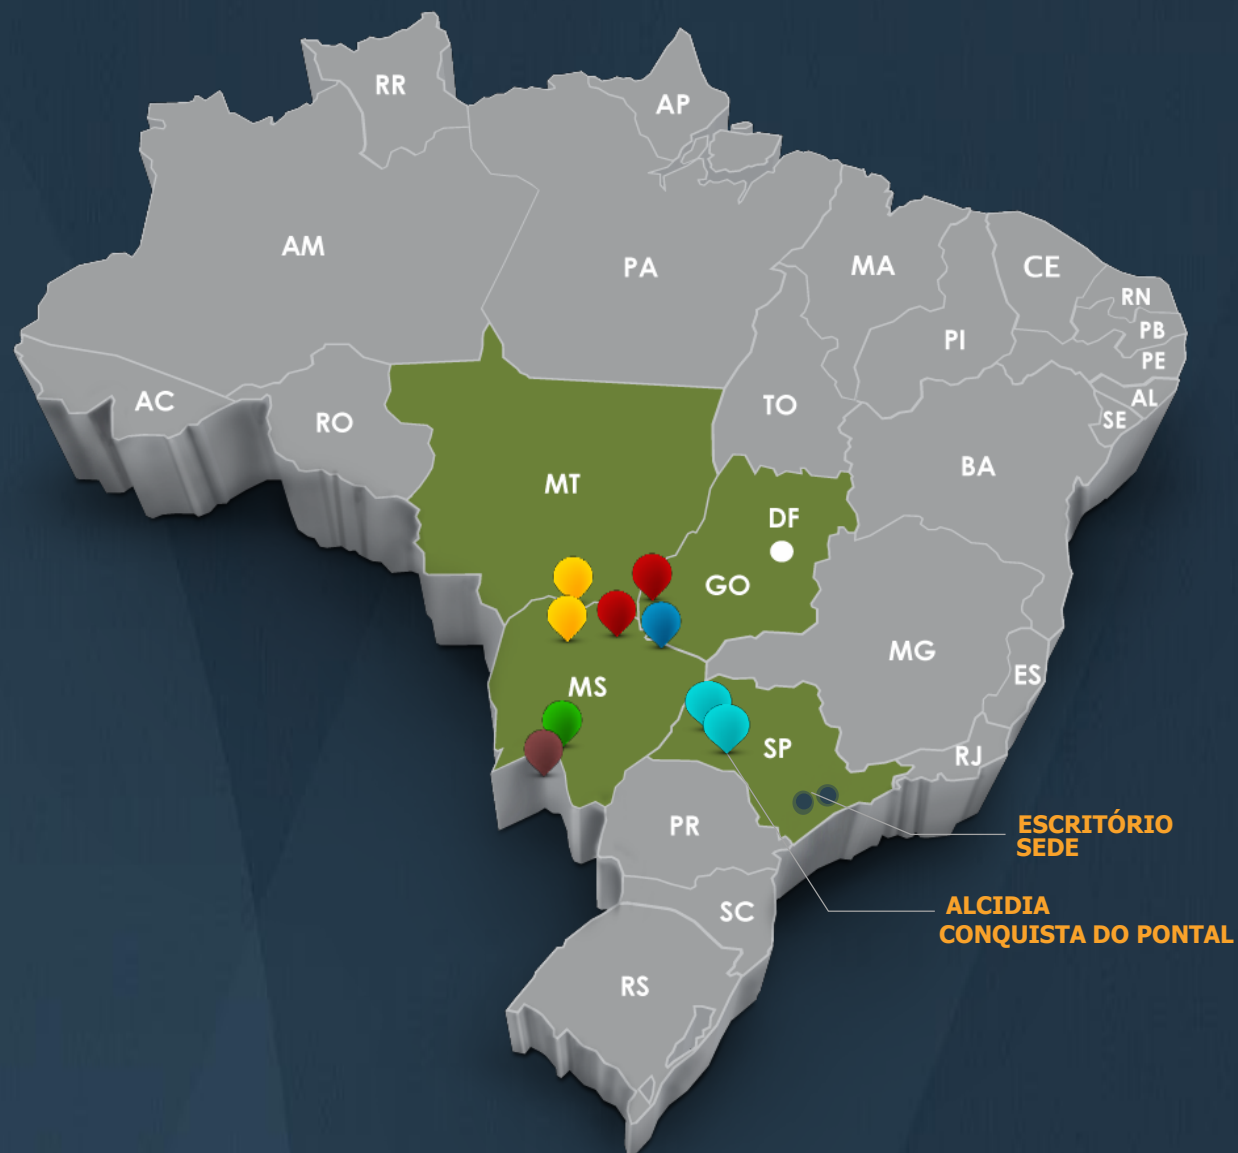 RR
AP
AM
PA
MA
CE
RN
PB
PE
PI
AL
SE
AC
RO
TO
BA
MT
DF
GO
MG
ES
MS
SP
RJ
PR
ESCRITÓRIO
SEDE
ALCIDIA
CONQUISTA DO PONTAL
SC
RS